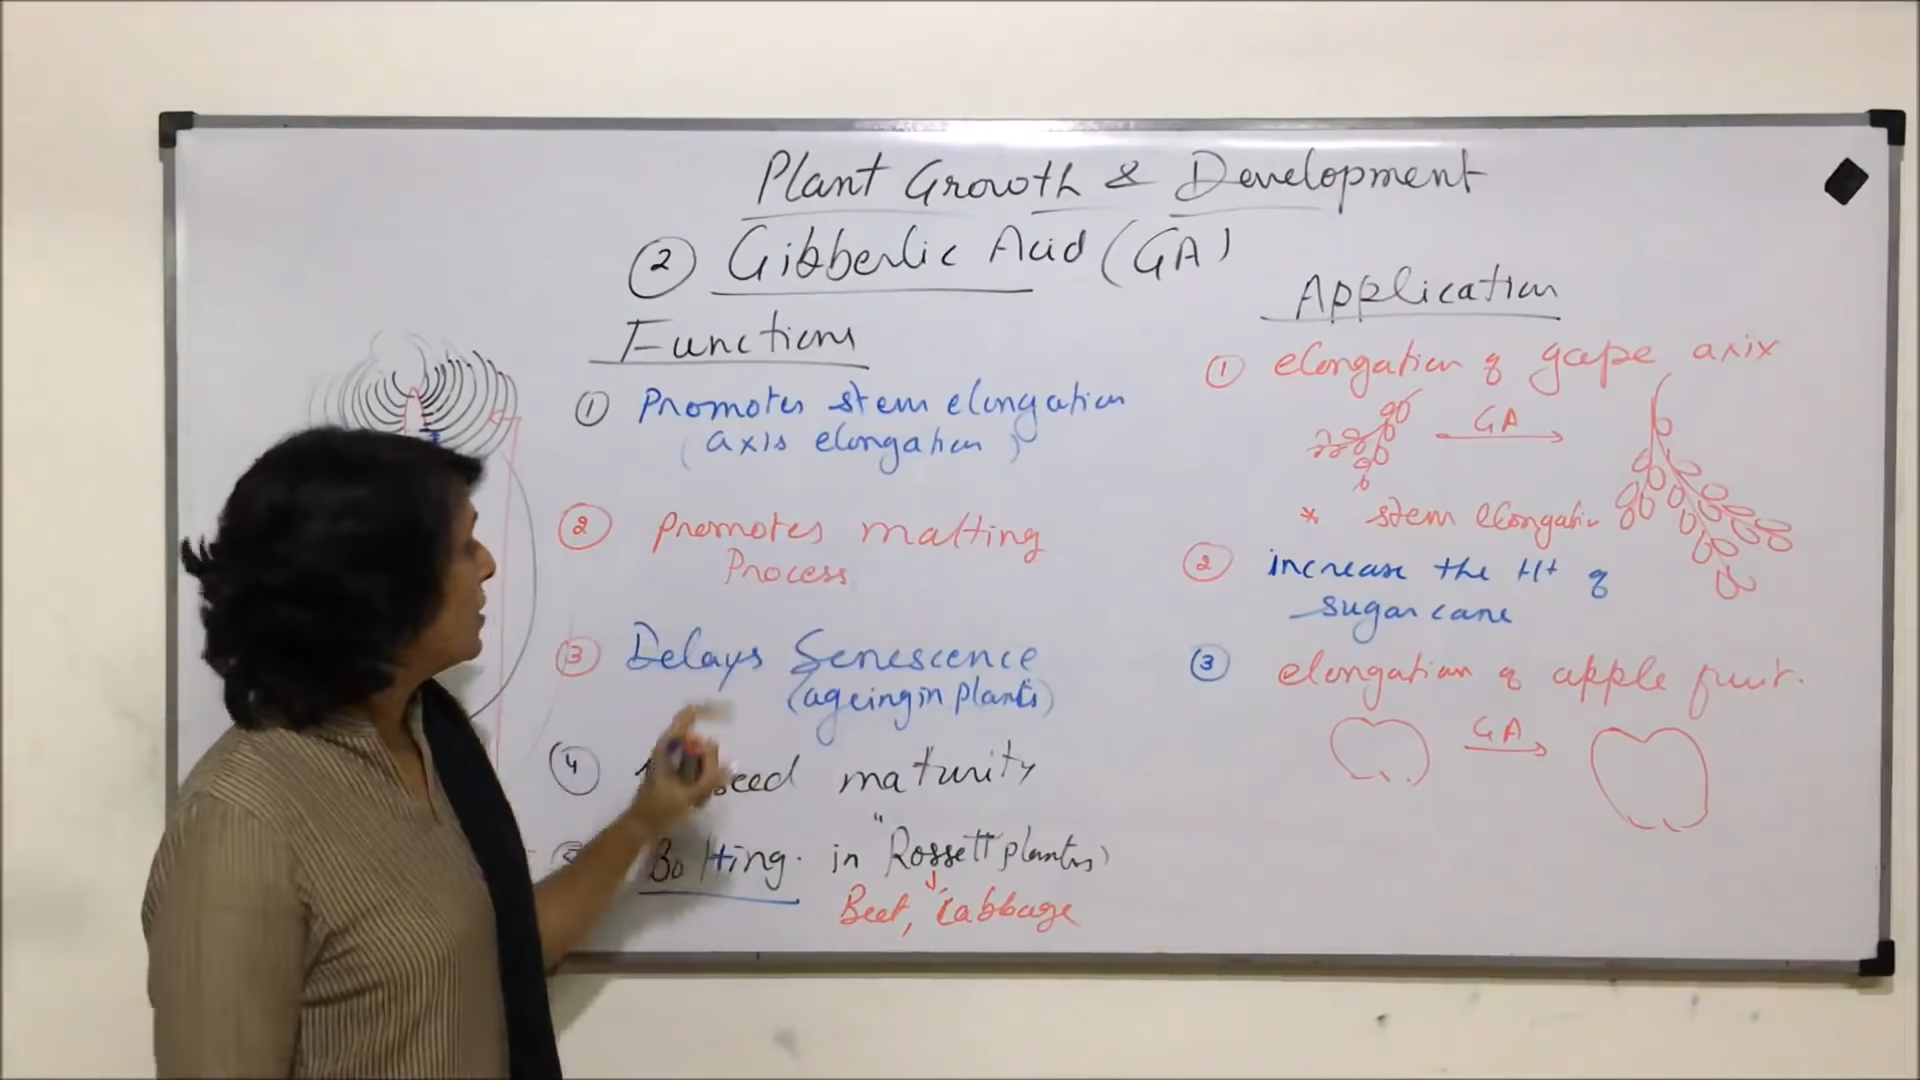 Plant Growth & Development
② Gibberlic Acid (GA)
Functions
① Promotes stem elongation
(axis elongation)
② Promotes malting
Process
③ Delays Senescence
(ageing in plants)
④ seed maturity
Bolting. in "Rossett plants)
Beet, Cabbage
Application
① elongation of gape axix
GA
* stem elongation
② increase the Ht of
sugar cane
③ elongation of apple fruit.
GA